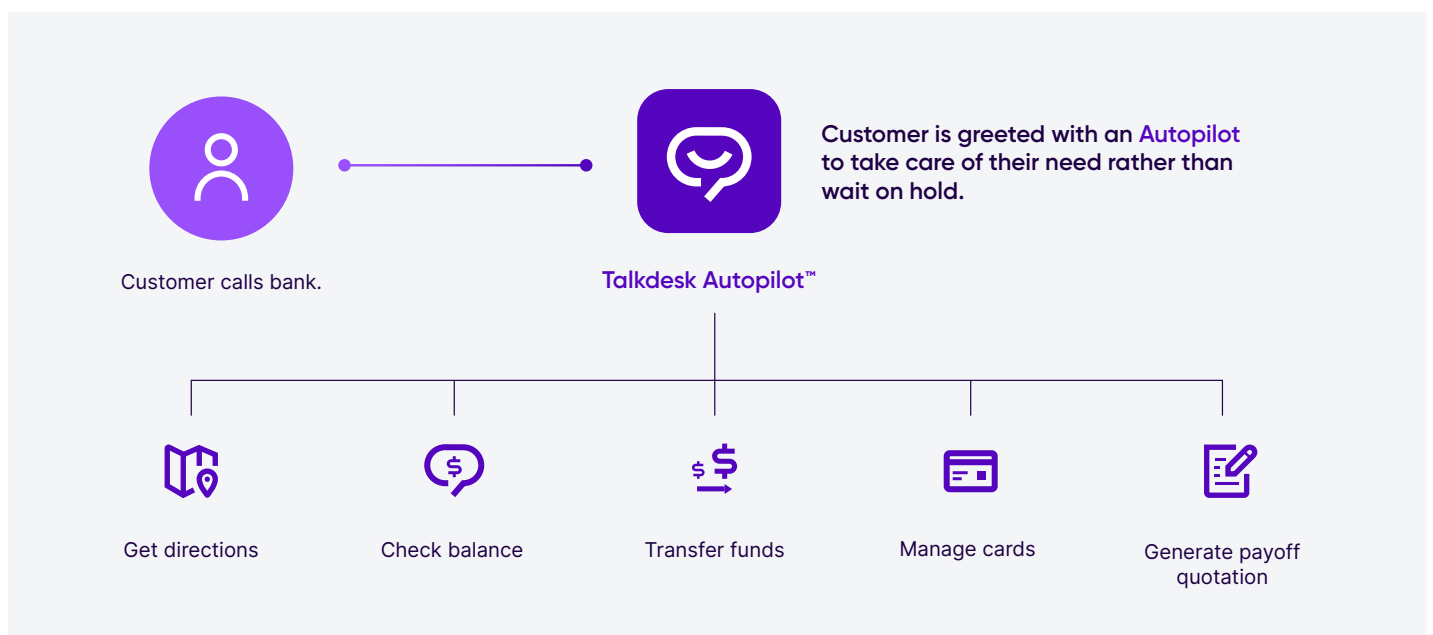 Customer is greeted with an Autopilot
to take care of their need rather than
wait on hold.
Customer calls bank.
Talkdesk Autopilot™
Get directions
Check balance
Transfer funds
Manage cards
Generate payoff
quotation